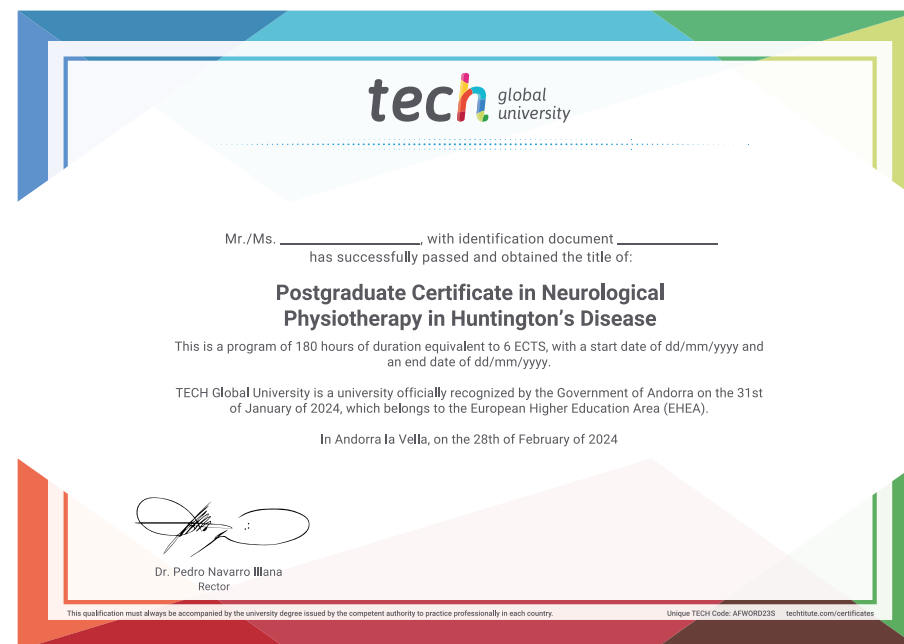 tech global
university
Mr./Ms. ____________________, with identification document ______________
has successfully passed and obtained the title of:
Postgraduate Certificate in Neurological
Physiotherapy in Huntington’s Disease
This is a program of 180 hours of duration equivalent to 6 ECTS, with a start date of dd/mm/yyyy and
an end date of dd/mm/yyyy.
TECH Global University is a university officially recognized by the Government of Andorra on the 31st
of January of 2024, which belongs to the European Higher Education Area (EHEA).
In Andorra la Vella, on the 28th of February of 2024
Dr. Pedro Navarro Illana
Rector
This qualification must always be accompanied by the university degree issued by the competent authority to practice professionally in each country. Unique TECH Code: AFWORD23S techtitute.com/certificates